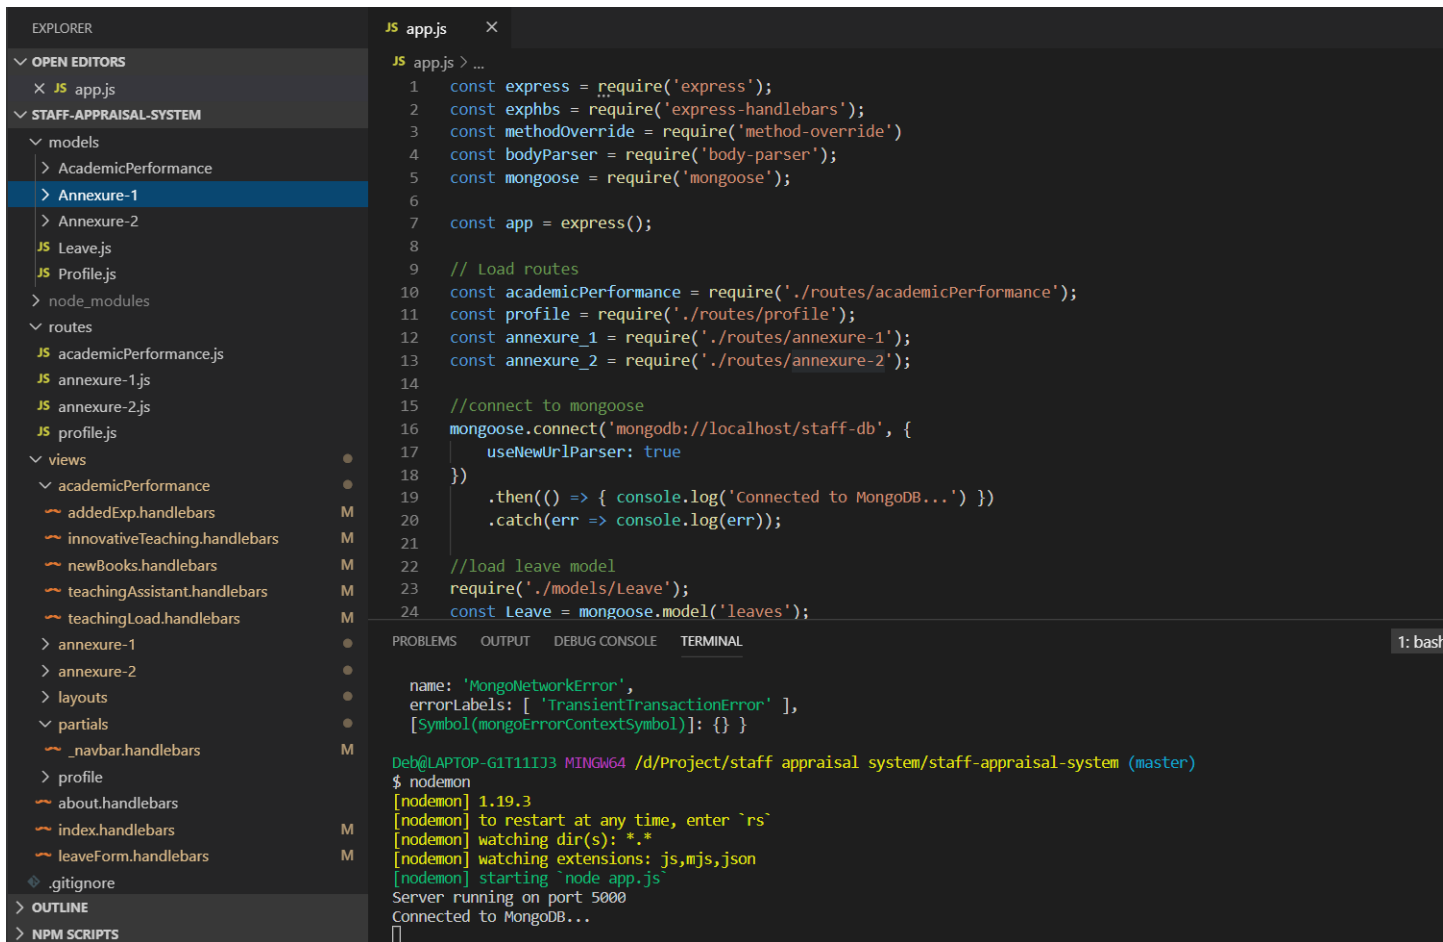 EXPLORER
OPEN EDITORS
JS app.js
STAFF-APPRAISAL-SYSTEM
models
AcademicPerformance
Annexure-1
Annexure-2
JS Leave.js
JS Profile.js
node_modules
routes
JS academicPerformance.js
JS annexure-1.js
JS annexure-2.js
JS profile.js
views
academicPerformance
addedExp.handlebars M
innovativeTeaching.handlebars M
newBooks.handlebars M
teachingAssistant.handlebars M
teachingLoad.handlebars M
annexure-1
annexure-2
layouts
partials
_navbar.handlebars M
profile
about.handlebars
index.handlebars M
leaveForm.handlebars M
.gitignore
OUTLINE
NPM SCRIPTS
JS app.js
JS app.js > ...
1 const express = require('express');
2 const exphbs = require('express-handlebars');
3 const methodOverride = require('method-override')
4 const bodyParser = require('body-parser');
5 const mongoose = require('mongoose');
6
7 const app = express();
8
9 // Load routes
10 const academicPerformance = require('./routes/academicPerformance');
11 const profile = require('./routes/profile');
12 const annexure_1 = require('./routes/annexure-1');
13 const annexure_2 = require('./routes/annexure-2');
14
15 //connect to mongoose
16 mongoose.connect('mongodb://localhost/staff-db', {
17 useNewUrlParser: true
18 })
19 .then(() => { console.log('Connected to MongoDB...') })
20 .catch(err => console.log(err));
21
22 //load leave model
23 require('./models/Leave');
24 const Leave = mongoose.model('leaves');
PROBLEMS OUTPUT DEBUG CONSOLE TERMINAL 1: bash
name: 'MongoNetworkError',
errorLabels: [ 'TransientTransactionError' ],
[Symbol(mongoErrorContextSymbol)]: {} }
Deb@LAPTOP-G1T11IJ3 MINGW64 /d/Project/staff appraisal system/staff-appraisal-system (master)
$ nodemon
[nodemon] 1.19.3
[nodemon] to restart at any time, enter `rs`
[nodemon] watching dir(s): *.*
[nodemon] watching extensions: js,mjs,json
[nodemon] starting `node app.js`
Server running on port 5000
Connected to MongoDB...